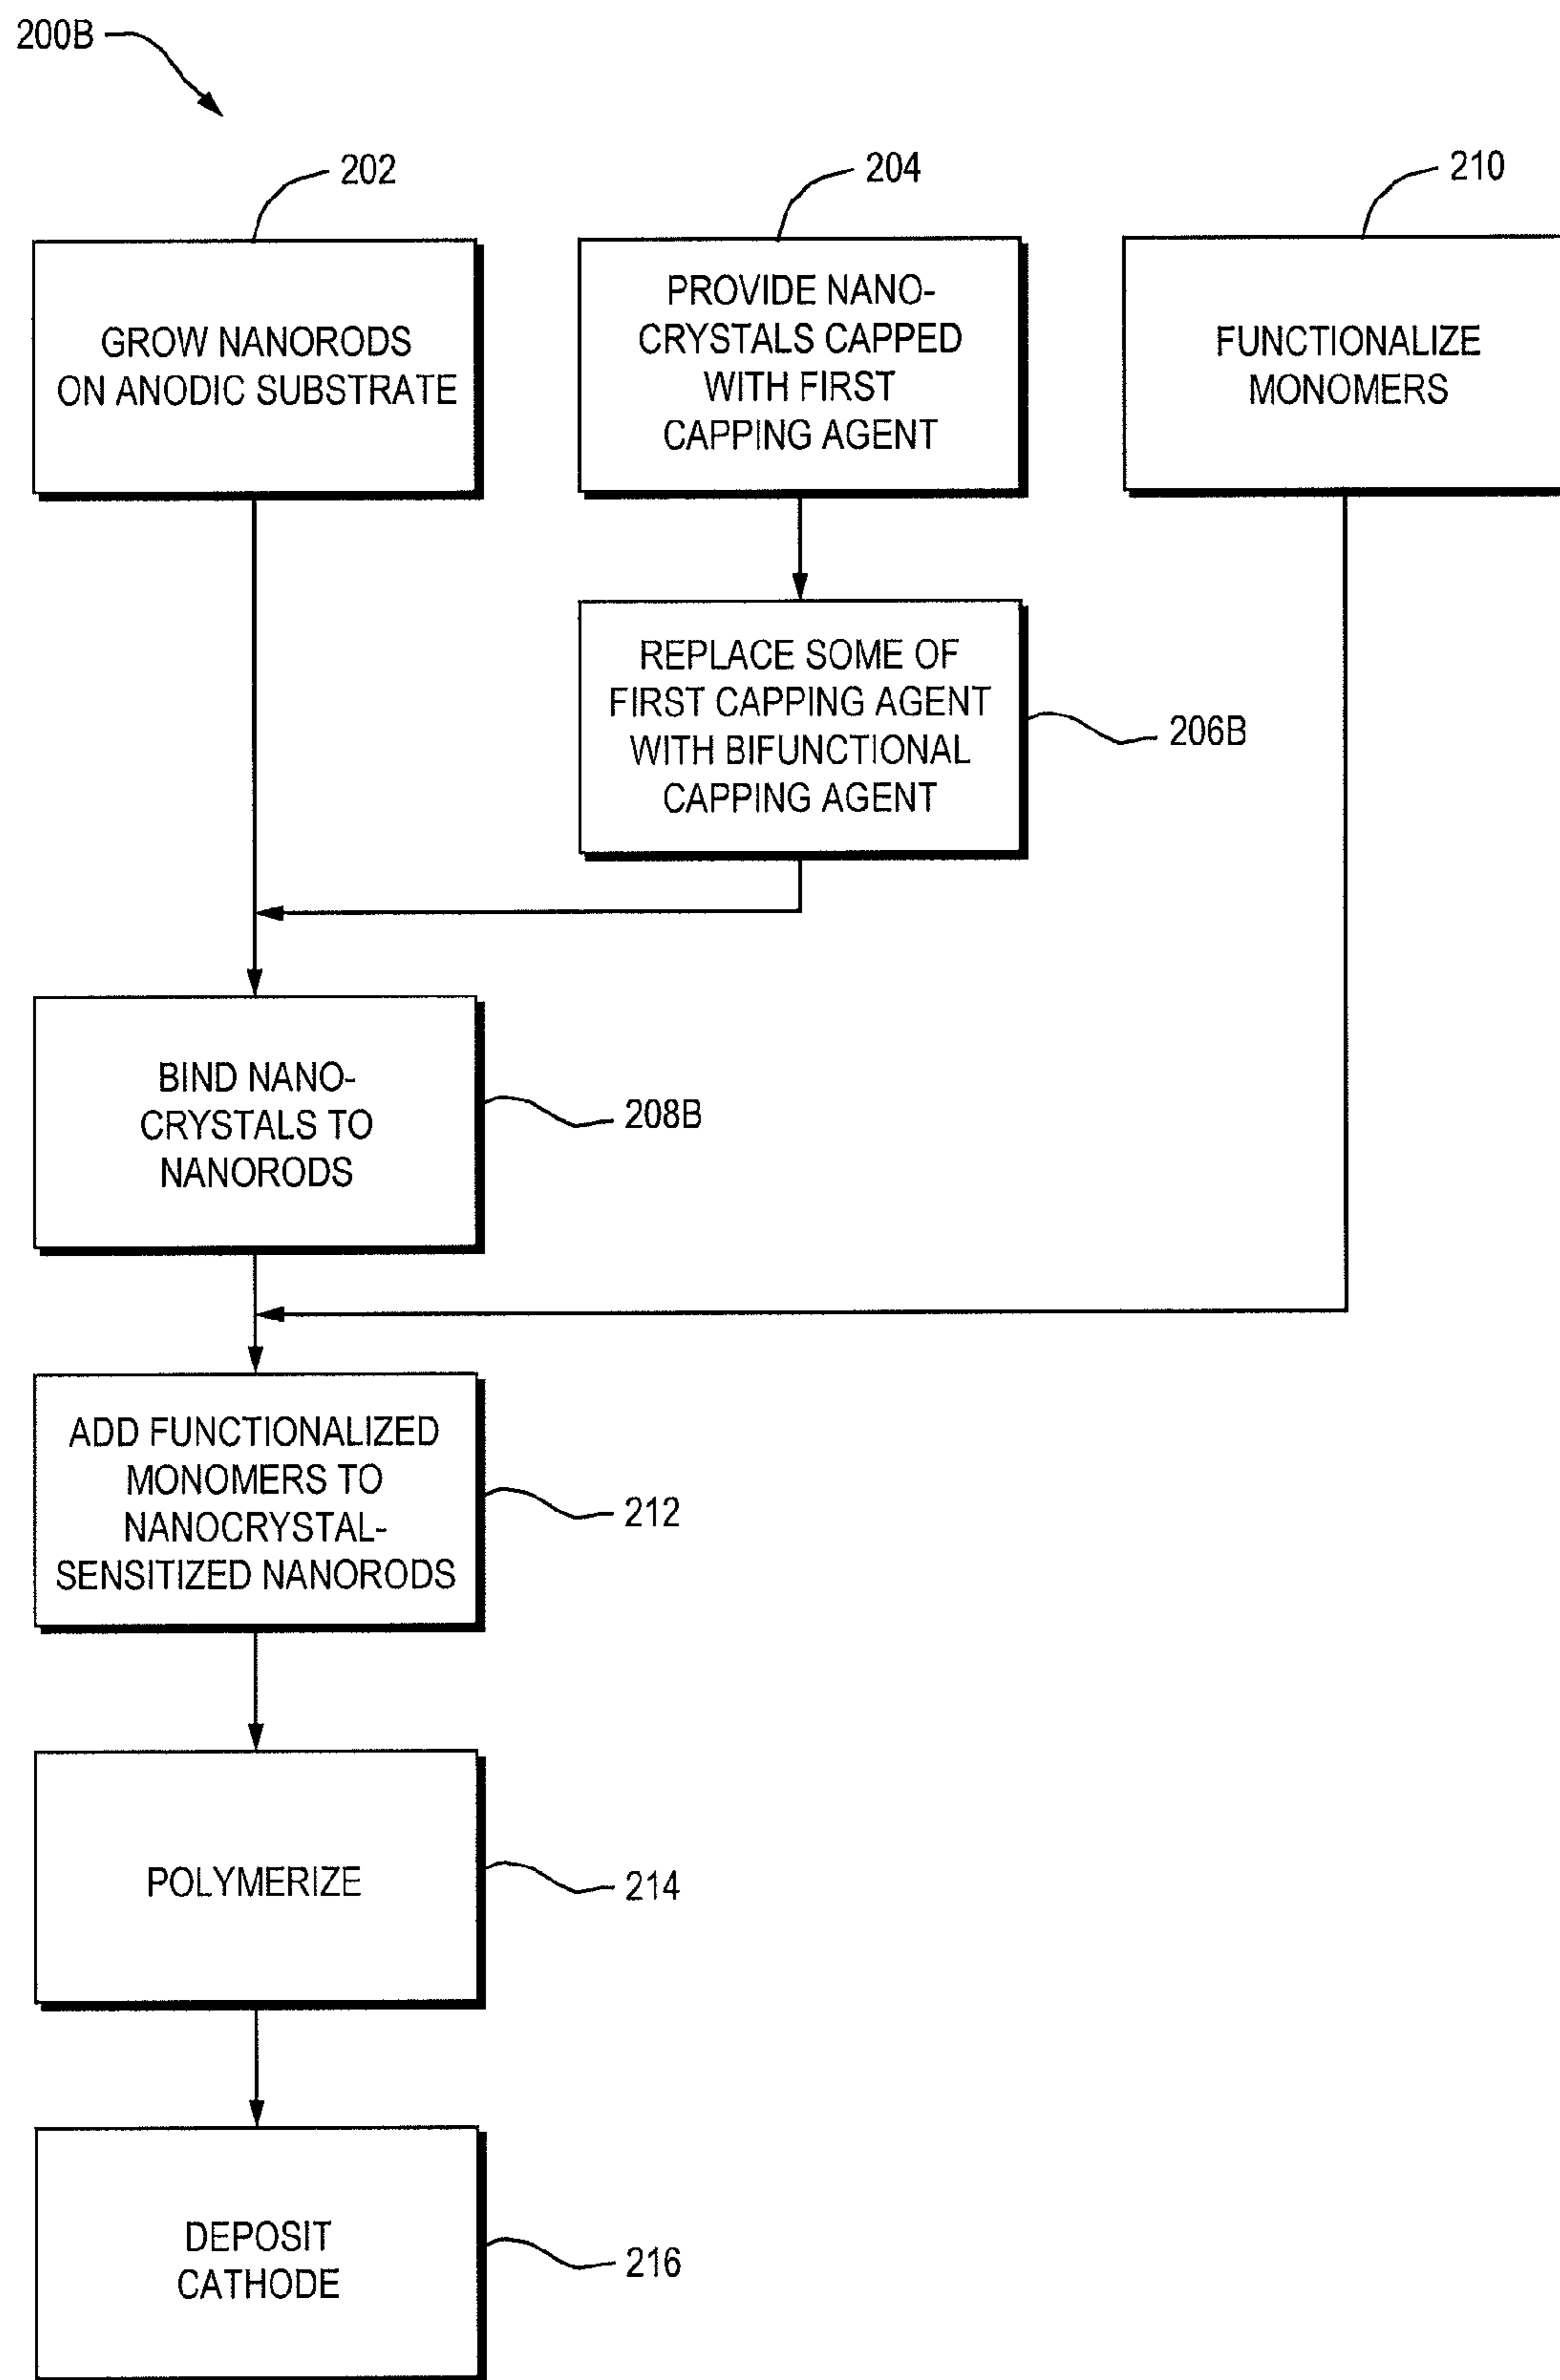 200B
202
204
210
GROW NANORODS
ON ANODIC SUBSTRATE
PROVIDE NANO-
CRYSTALS CAPPED
WITH FIRST
CAPPING AGENT
FUNCTIONALIZE
MONOMERS
REPLACE SOME OF
FIRST CAPPING AGENT
WITH BIFUNCTIONAL
CAPPING AGENT
206B
BIND NANO-
CRYSTALS TO
NANORODS
208B
ADD FUNCTIONALIZED
MONOMERS TO
NANOCRYSTAL-
SENSITIZED NANORODS
212
POLYMERIZE
214
DEPOSIT
CATHODE
216